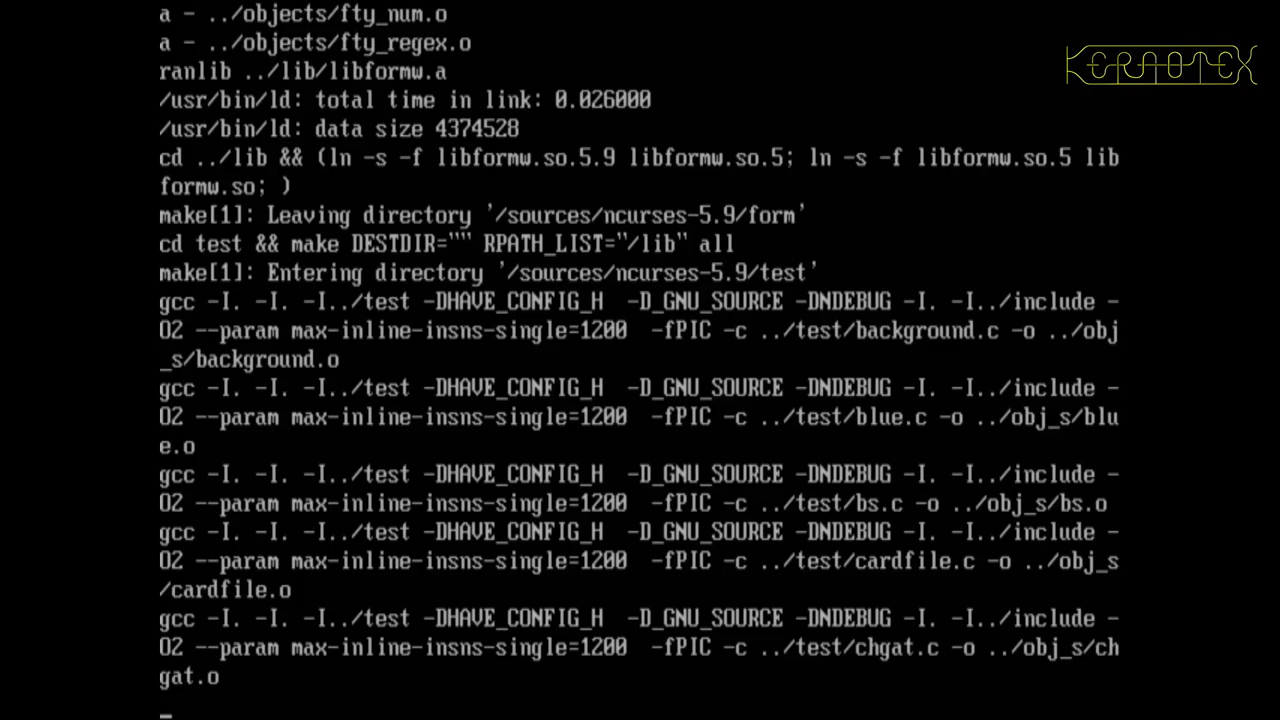 a - ../objects/fty_num.o
a - ../objects/fty_regex.o
ranlib ../lib/libformw.a
/usr/bin/ld: total time in link: 0.026000
/usr/bin/ld: data size 4374528
cd ../lib && (ln -s -f libformw.so.5.9 libformw.so.5; ln -s -f libformw.so.5 lib
formw.so; )
make[1]: Leaving directory '/sources/ncurses-5.9/form'
cd test && make DESTDIR="" RPATH_LIST="/lib" all
make[1]: Entering directory '/sources/ncurses-5.9/test'
gcc -I. -I. -I../test -DHAVE_CONFIG_H  -D_GNU_SOURCE -DNDEBUG -I. -I../include -
O2 --param max-inline-insns-single=1200  -fPIC -c ../test/background.c -o ../obj
_s/background.o
gcc -I. -I. -I../test -DHAVE_CONFIG_H  -D_GNU_SOURCE -DNDEBUG -I. -I../include -
O2 --param max-inline-insns-single=1200  -fPIC -c ../test/blue.c -o ../obj_s/blu
e.o
gcc -I. -I. -I../test -DHAVE_CONFIG_H  -D_GNU_SOURCE -DNDEBUG -I. -I../include -
O2 --param max-inline-insns-single=1200  -fPIC -c ../test/bs.c -o ../obj_s/bs.o
gcc -I. -I. -I../test -DHAVE_CONFIG_H  -D_GNU_SOURCE -DNDEBUG -I. -I../include -
O2 --param max-inline-insns-single=1200  -fPIC -c ../test/cardfile.c -o ../obj_s
/cardfile.o
gcc -I. -I. -I../test -DHAVE_CONFIG_H  -D_GNU_SOURCE -DNDEBUG -I. -I../include -
O2 --param max-inline-insns-single=1200  -fPIC -c ../test/chgat.c -o ../obj_s/ch
gat.o